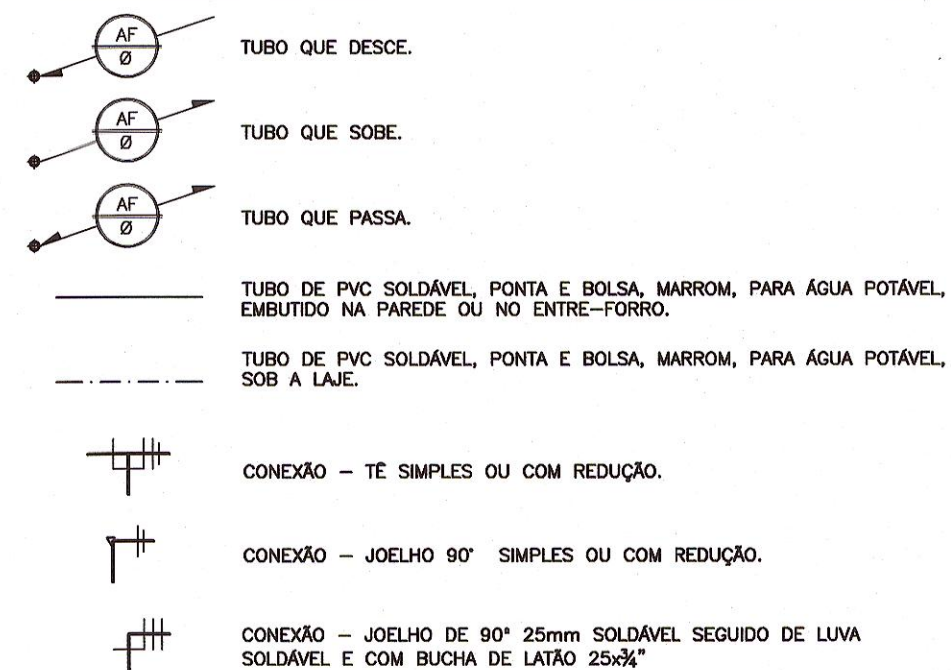 AF
Ø
TUBO QUE DESCE.
AF
Ø
TUBO QUE SOBE.
AF
Ø
TUBO QUE PASSA.
TUBO DE PVC SOLDÁVEL, PONTA E BOLSA, MARROM, PARA ÁGUA POTÁVEL,
EMBUTIDO NA PAREDE OU NO ENTRE-FORRO.
TUBO DE PVC SOLDÁVEL, PONTA E BOLSA, MARROM, PARA ÁGUA POTÁVEL,
SOB A LAJE.
CONEXÃO - TÊ SIMPLES OU COM REDUÇÃO.
CONEXÃO - JOELHO 90° SIMPLES OU COM REDUÇÃO.
CONEXÃO - JOELHO DE 90° 25mm SOLDÁVEL SEGUIDO DE LUVA
SOLDÁVEL E COM BUCHA DE LATÃO 25x¾"